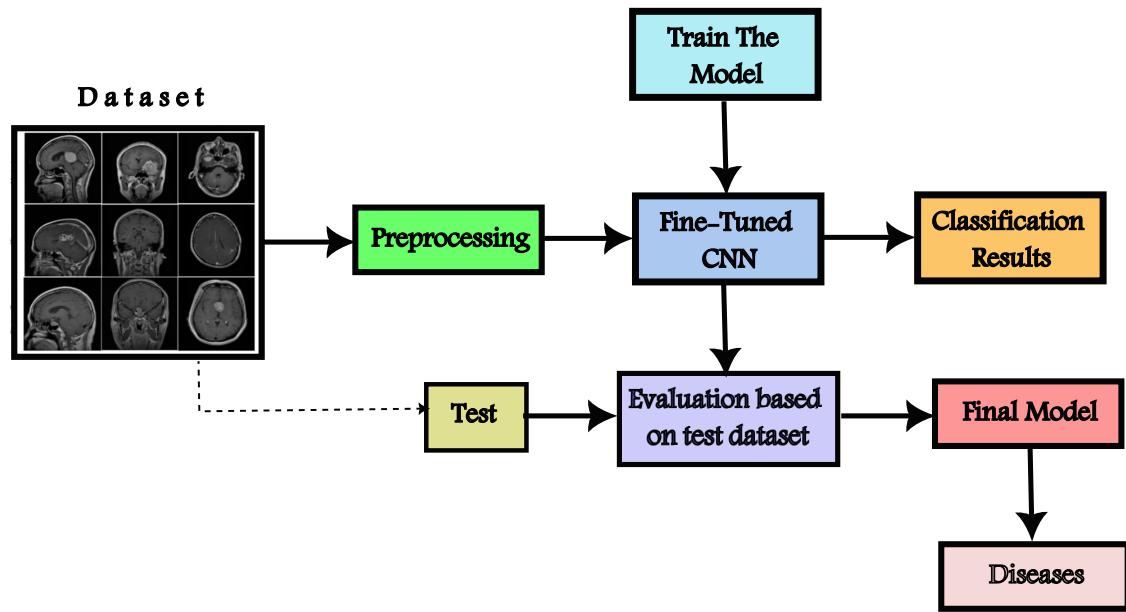 Train The
Model
Dataset
Preprocessing
Fine-Tuned
CNN
Classification
Results
Test
Evaluation based
on test dataset
Final Model
Diseases